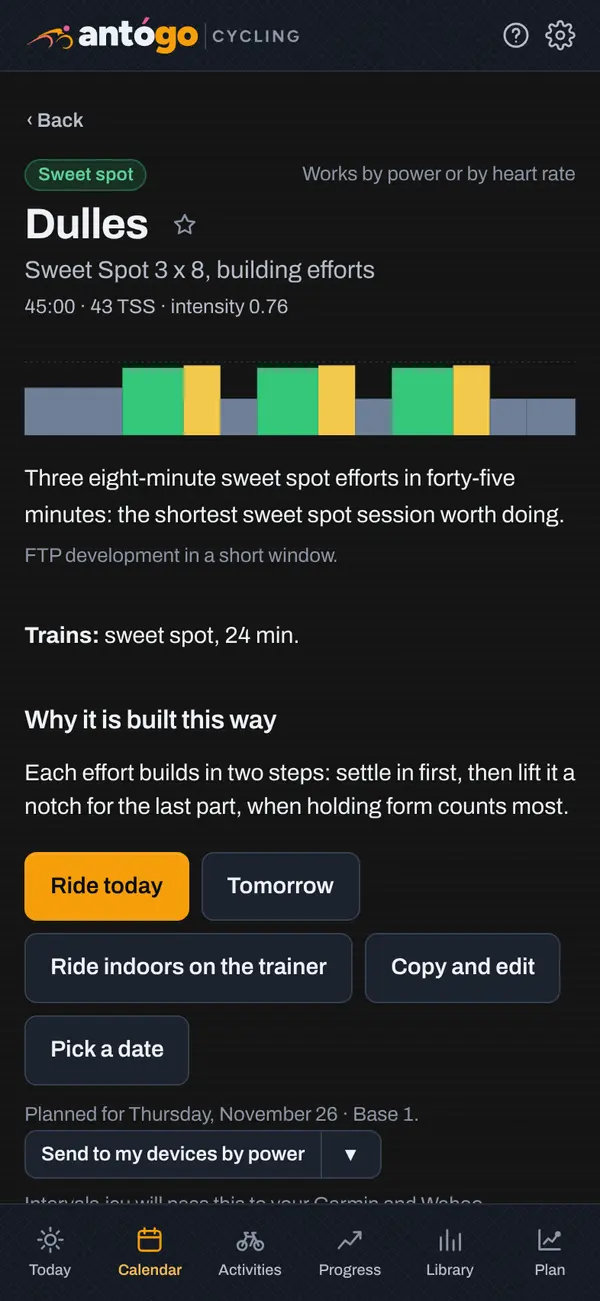 antógo CYCLING
‹ Back
Sweet spot
Works by power or by heart rate
Dulles
Sweet Spot 3 x 8, building efforts
45:00 · 43 TSS · intensity 0.76
Three eight-minute sweet spot efforts in forty-five
minutes: the shortest sweet spot session worth doing.
FTP development in a short window.
Trains: sweet spot, 24 min.
Why it is built this way
Each effort builds in two steps: settle in first, then lift it a
notch for the last part, when holding form counts most.
Ride today
Tomorrow
Ride indoors on the trainer
Copy and edit
Pick a date
Planned for Thursday, November 26 · Base 1.
Send to my devices by power ▼
Today
Calendar
Activities
Progress
Library
Plan